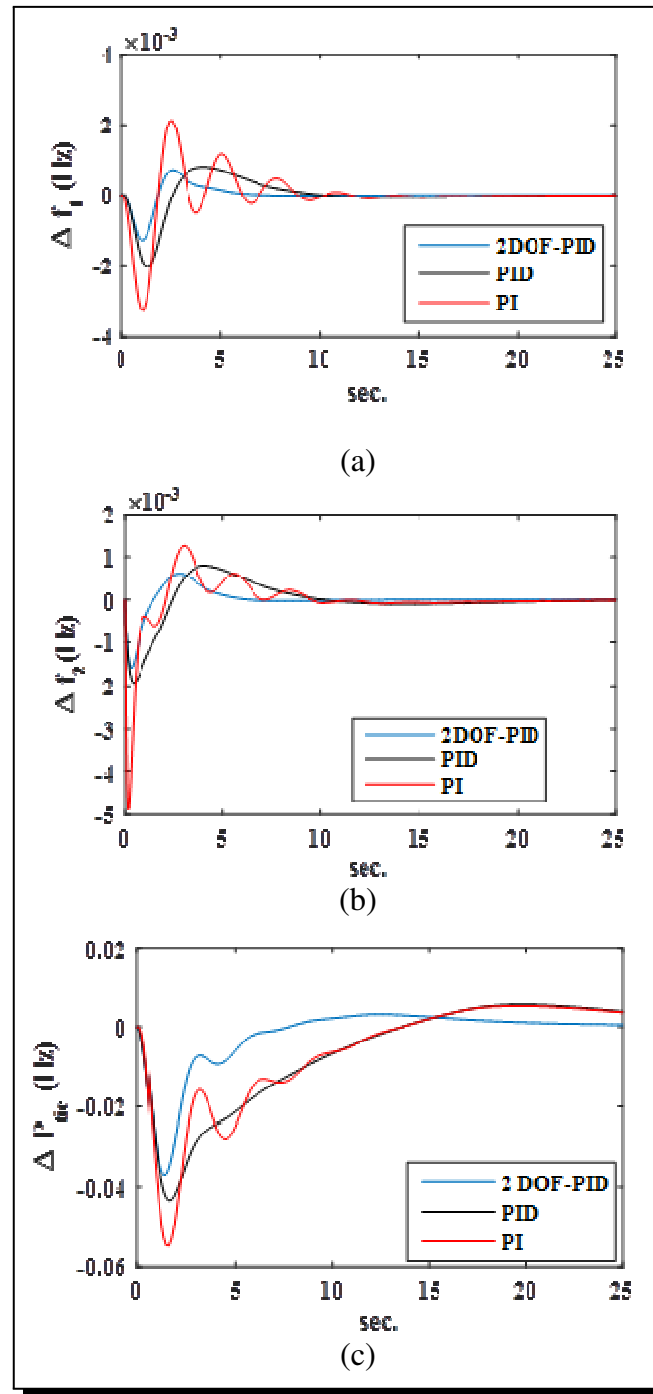 ×10⁻³
4
2
0
-2
-4
Δ f₁ (Hz)
2DOF-PID
PID
PI
0 5 10 15 20 25
sec.
(a)
×10⁻³
2
1
0
-1
2
-3
-4
-5
Δ f₂ (Hz)
2DOF-PID
PID
PI
0 5 10 15 20 25
sec.
(b)
0.02
0
-0.02
-0.04
-0.06
Δ P_tie (Hz)
2 DOF-PID
PID
PI
0 5 10 15 20 25
sec.
(c)